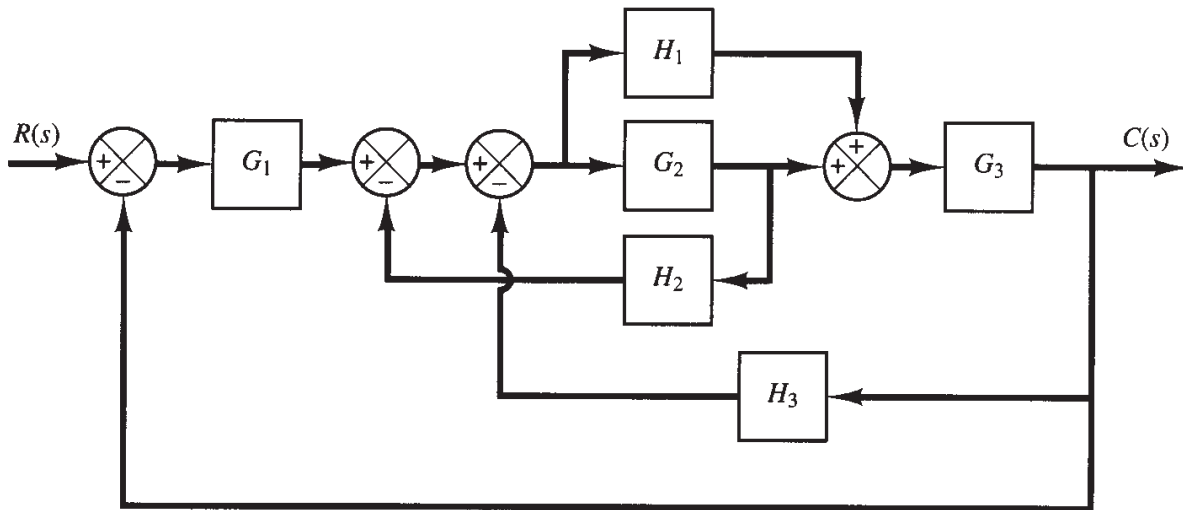 H₁
R(s)
C(s)
+
−
G₁
+
−
+
−
G₂
+
+
G₃
H₂
H₃